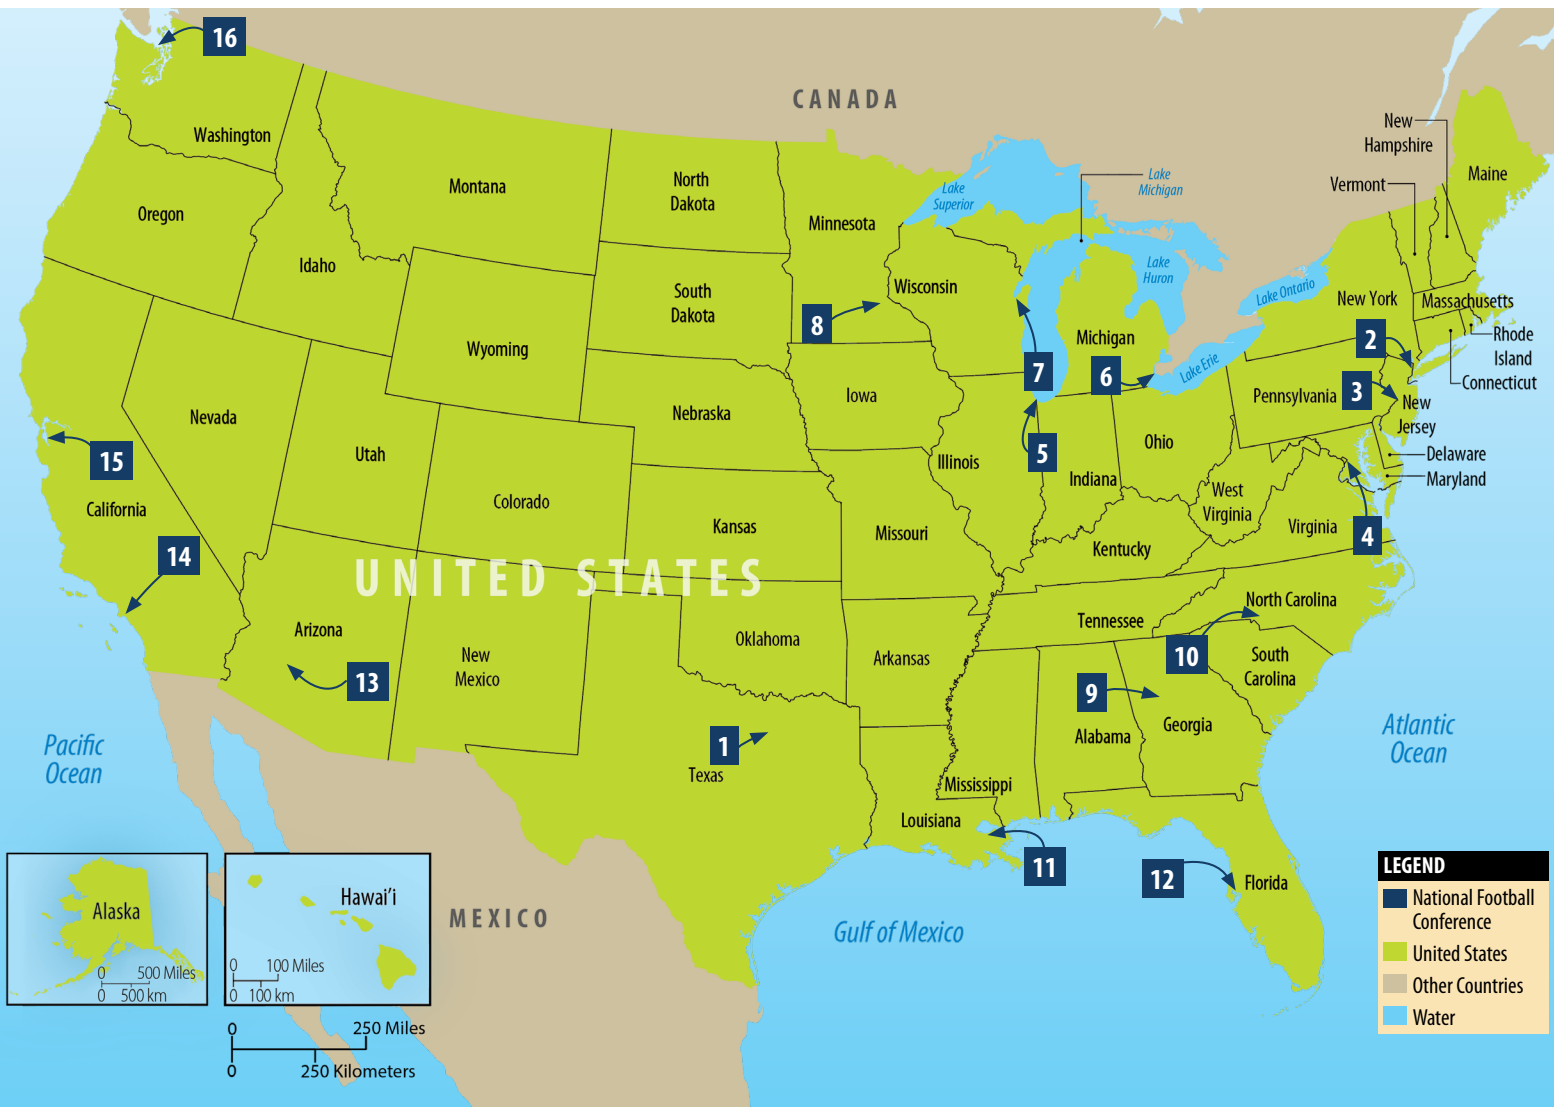 16
CANADA
New
Hampshire
Washington
Vermont
Maine
Montana
North
Dakota
Lake
Michigan
Lake
Superior
Oregon
Minnesota
Idaho
Lake
Huron
Wisconsin
South
Dakota
Lake Ontario
New York
Massachusetts
8
Michigan
2
Rhode
Island
Wyoming
7
6
Lake Erie
Connecticut
Iowa
Pennsylvania
3
New
Jersey
Nevada
Nebraska
Ohio
Utah
5
Delaware
15
Illinois
Indiana
Maryland
California
Colorado
West
Virginia
Kansas
Missouri
Virginia
4
14
Kentucky
UNITED STATES
North Carolina
Arizona
Tennessee
Oklahoma
New
Mexico
Arkansas
10
South
Carolina
13
9
Georgia
Atlantic
Ocean
Pacific
Ocean
1
Alabama
Texas
Mississippi
Louisiana
11
12
Florida
LEGEND
National Football
Conference
United States
Other Countries
Water
Alaska
0 500 Miles
0 500 km
Hawai'i
0 100 Miles
0 100 km
MEXICO
Gulf of Mexico
0 250 Miles
0 250 Kilometers